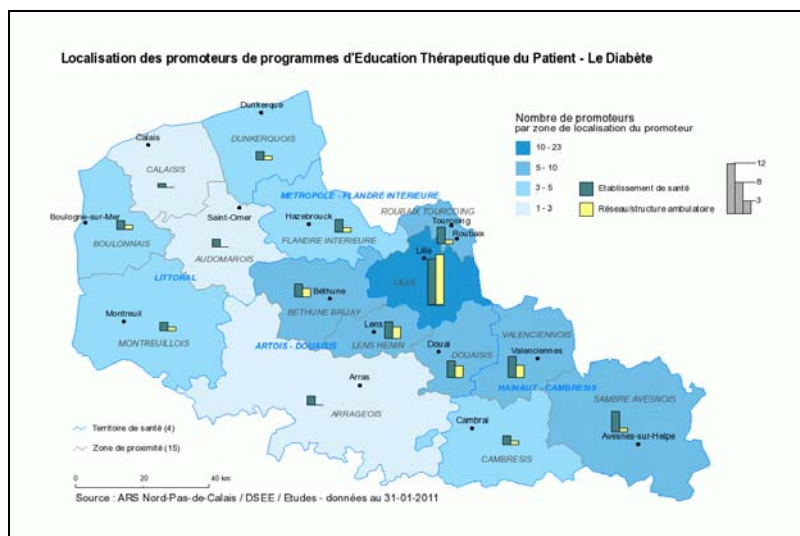 Localisation des promoteurs de programmes d'Education Thérapeutique du Patient - Le Diabète
Nombre de promoteurs
par zone de localisation du promoteur
10 - 23
5 - 10
3 - 5
1 - 3
Etablissement de santé
Réseau/structure ambulatoire
12
8
3
Dunkerque
DUNKERQUOIS
Calais
CALAISIS
METROPOLE - FLANDRE INTERIEURE
Saint-Omer
Hazebrouck
FLANDRE INTERIEURE
ROUBAIX TOURCOING
Tourcoing
Roubaix
Boulogne-sur-Mer
BOULONNAIS
AUDOMAROIS
Lille
LILLE
LITTORAL
Béthune
BETHUNE BRUAY
Montreuil
MONTREUILLOIS
Lens
LENS HENIN
ARTOIS - DOUAISIS
Douai
DOUAISIS
VALENCIENNOIS
Valenciennes
HAINAUT - CAMBRESIS
Arras
ARRAGEOIS
SAMBRE AVESNOIS
Avesnes-sur-Helpe
Cambrai
CAMBRESIS
Territoire de santé (4)
Zone de proximité (15)
0 20 40 km
Source : ARS Nord-Pas-de-Calais / DSEE / Etudes - données au 31-01-2011